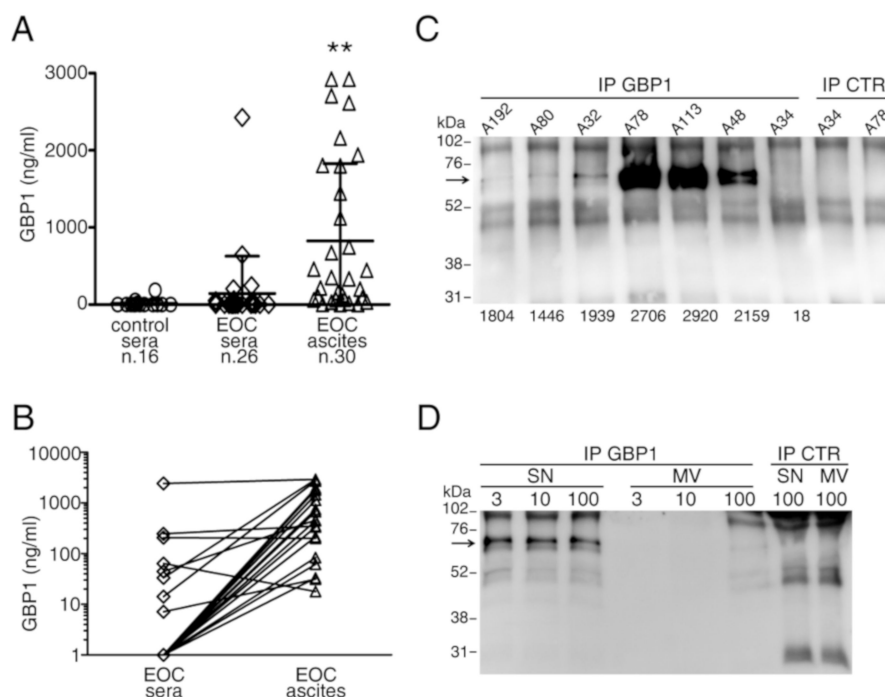 A
**
3000
2000
1000
0
GBP1 (ng/ml)
control
sera
n.16
EOC
sera
n.26
EOC
ascites
n.30
B
10000
1000
100
10
1
GBP1 (ng/ml)
EOC
sera
EOC
ascites
C
IP GBP1 IP CTR
A192 A80 A32 A78 A113 A48 A34 A34 A78
kDa
102
76
52
38
31
1804 1446 1939 2706 2920 2159 18
D
IP GBP1 IP CTR
SN MV SN MV
3 10 100 3 10 100 100 100
kDa
102
76
52
38
31